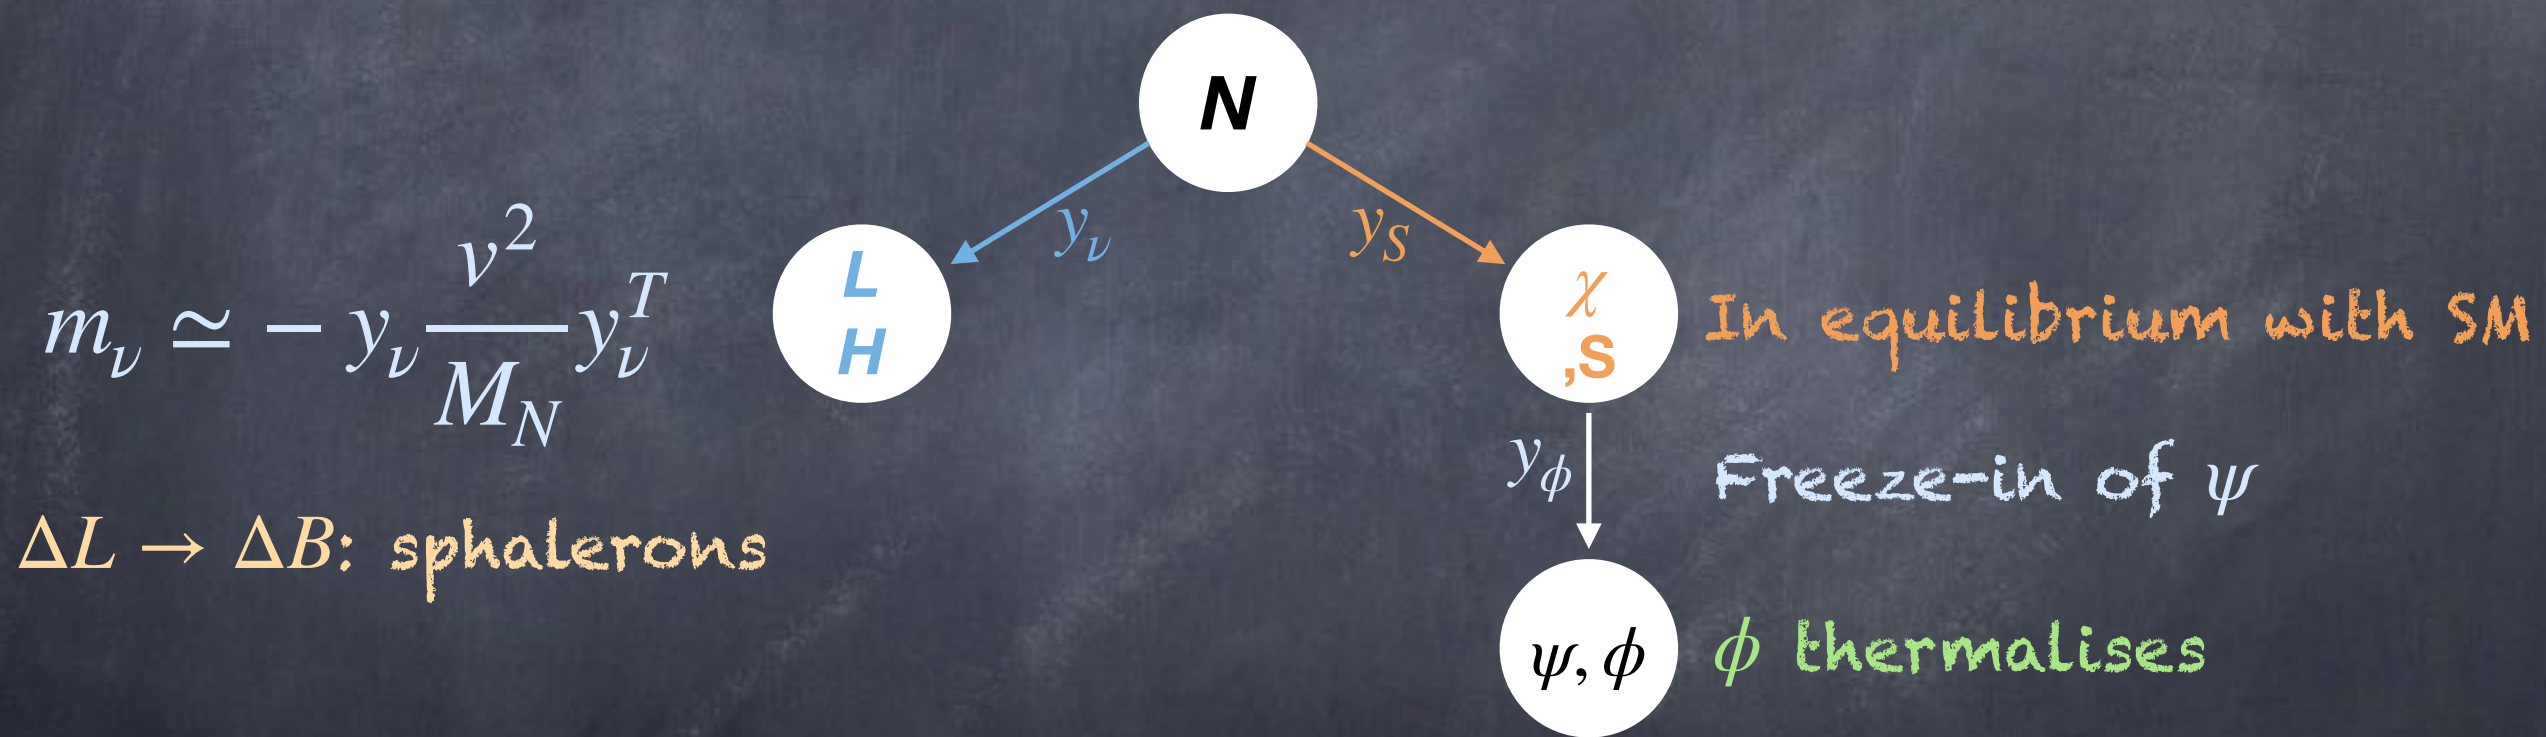 N
y_ν
y_S
m_ν ≃ − y_ν v²/M_N y_ν^T
L
H
χ
,S
In equilibrium with SM
y_ϕ
Freeze-in of ψ
ΔL → ΔB: sphalerons
ψ, ϕ
ϕ thermalises